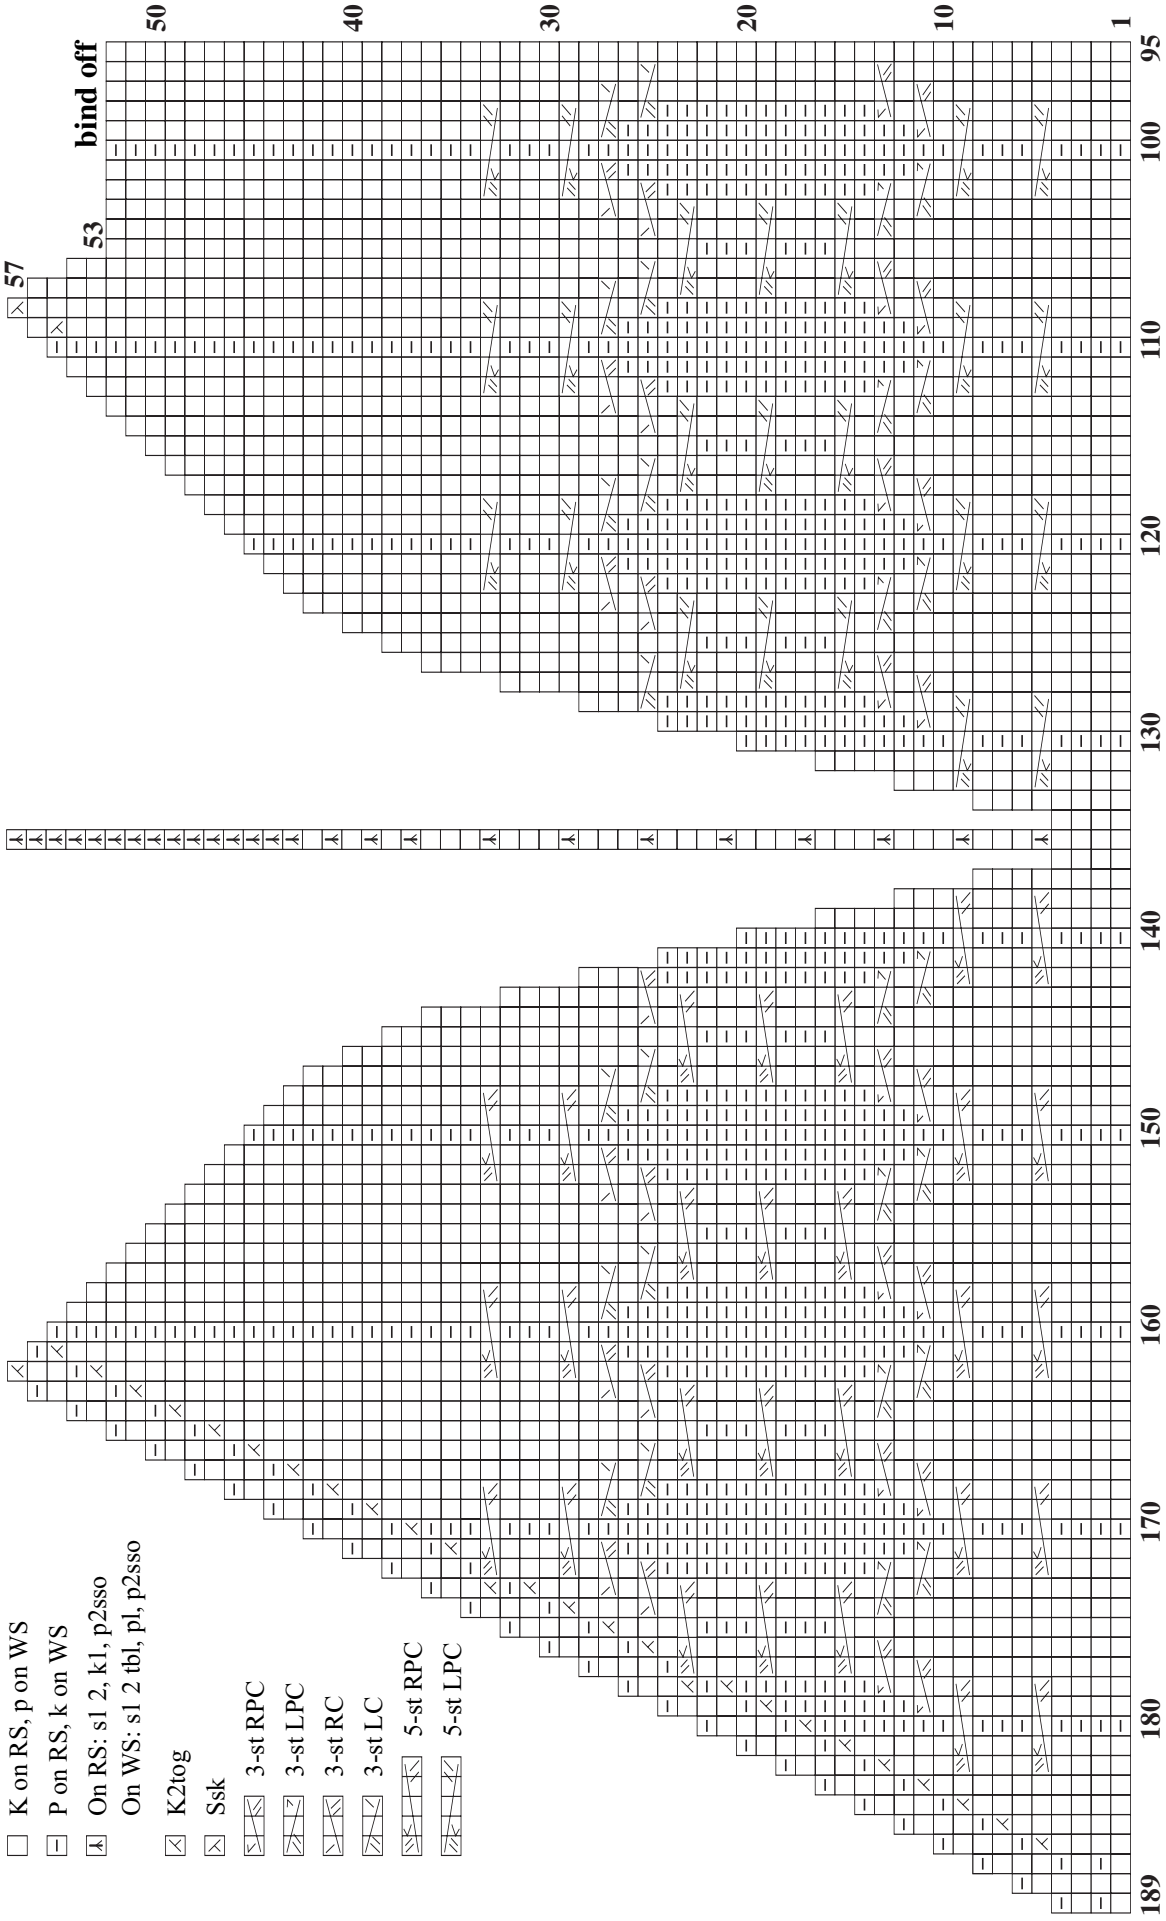 K on RS, p on WS
P on RS, k on WS
On RS: sl 2, k1, p2sso
On WS: sl 2 tbl, p1, p2sso
K2tog
Ssk
3-st RPC
3-st LPC
3-st RC
3-st LC
5-st RPC
5-st LPC
57
53
bind off
50
40
30
20
10
1
189
180
170
160
150
140
130
120
110
100
95